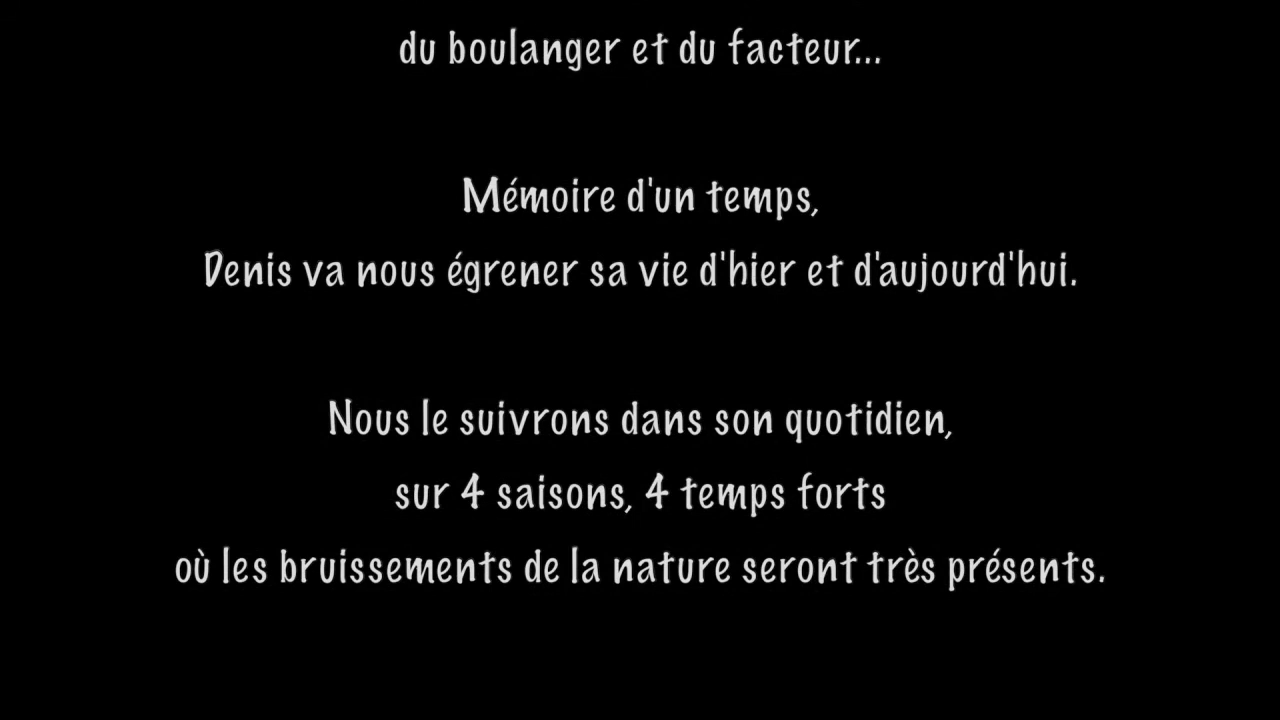 du boulanger et du facteur...
Mémoire d'un temps,
Denis va nous égrener sa vie d'hier et d'aujourd'hui.
Nous le suivrons dans son quotidien,
sur 4 saisons, 4 temps forts
où les bruissements de la nature seront très présents.